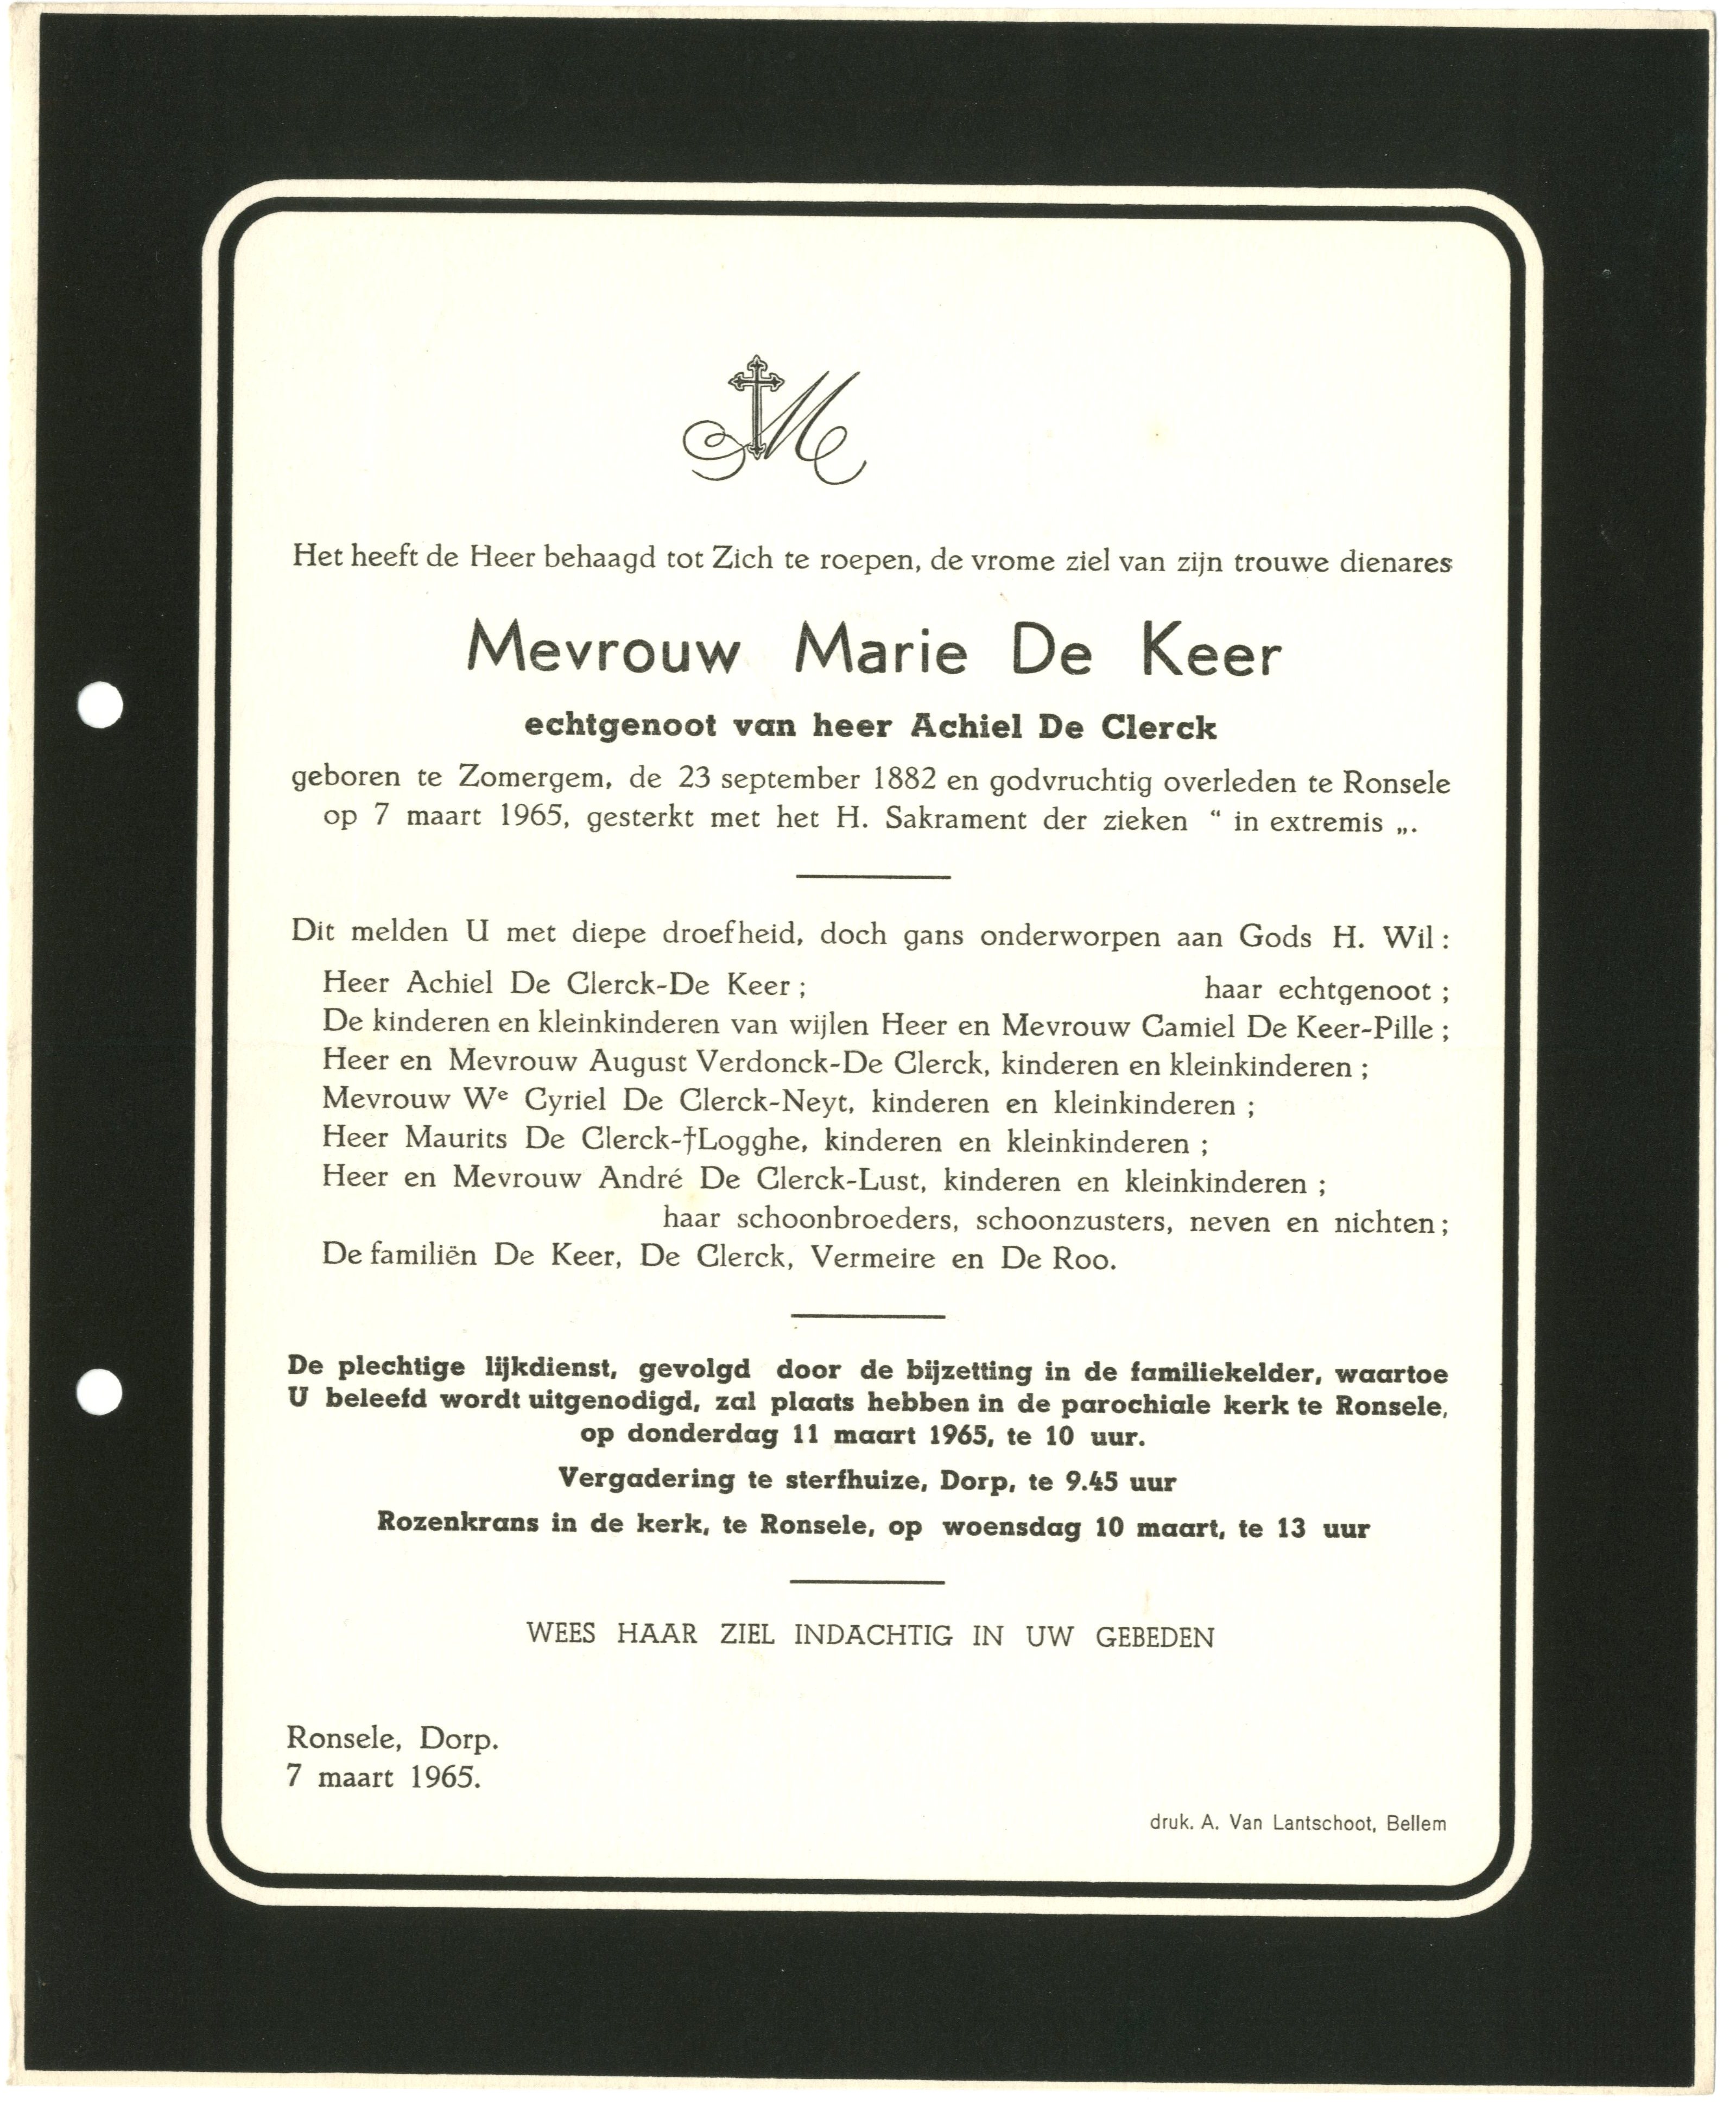 M
Het heeft de Heer behaagd tot Zich te roepen, de vrome ziel van zijn trouwe dienares
Mevrouw Marie De Keer
echtgenoot van heer Achiel De Clerck
geboren te Zomergem, de 23 september 1882 en godvruchtig overleden te Ronsele
op 7 maart 1965, gesterkt met het H. Sakrament der zieken “ in extremis „.
Dit melden U met diepe droefheid, doch gans onderworpen aan Gods H. Wil :
Heer Achiel De Clerck-De Keer ; haar echtgenoot ;
De kinderen en kleinkinderen van wijlen Heer en Mevrouw Camiel De Keer-Pille ;
Heer en Mevrouw August Verdonck-De Clerck, kinderen en kleinkinderen ;
Mevrouw We Cyriel De Clerck-Neyt, kinderen en kleinkinderen ;
Heer Maurits De Clerck-†Logghe, kinderen en kleinkinderen ;
Heer en Mevrouw André De Clerck-Lust, kinderen en kleinkinderen ;
haar schoonbroeders, schoonzusters, neven en nichten ;
De familiën De Keer, De Clerck, Vermeire en De Roo.
De plechtige lijkdienst, gevolgd door de bijzetting in de familiekelder, waartoe
U beleefd wordt uitgenodigd, zal plaats hebben in de parochiale kerk te Ronsele,
op donderdag 11 maart 1965, te 10 uur.
Vergadering te sterfhuize, Dorp, te 9.45 uur
Rozenkrans in de kerk, te Ronsele, op woensdag 10 maart, te 13 uur
WEES HAAR ZIEL INDACHTIG IN UW GEBEDEN
Ronsele, Dorp.
7 maart 1965.
druk. A. Van Lantschoot, Bellem